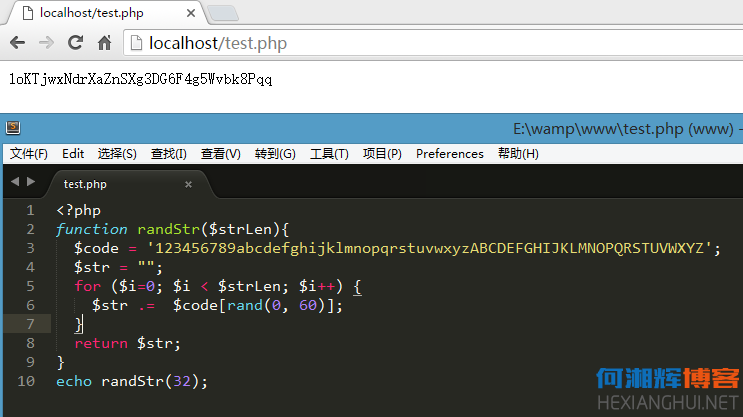 localhost/test.php
localhost/test.php
E:\wamp\www\test.php (www) -
文件(F) Edit 选择(S) 查找(I) 查看(V) 转到(G) 工具(T) 项目(P) Preferences 帮助(H)
test.php
1 <?php
2 function randStr($strLen){
3 $code = '123456789abcdefghijklmnopqrstuvwxyzABCDEFGHIJKLMNOPQRSTUVWXYZ';
4 $str = "";
5 for ($i=0; $i < $strLen; $i++) {
6 $str .= $code[rand(0, 60)];
7 }
8 return $str;
9 }
10 echo randStr(32);
何湘辉博客
HEXIANGHUI.NET